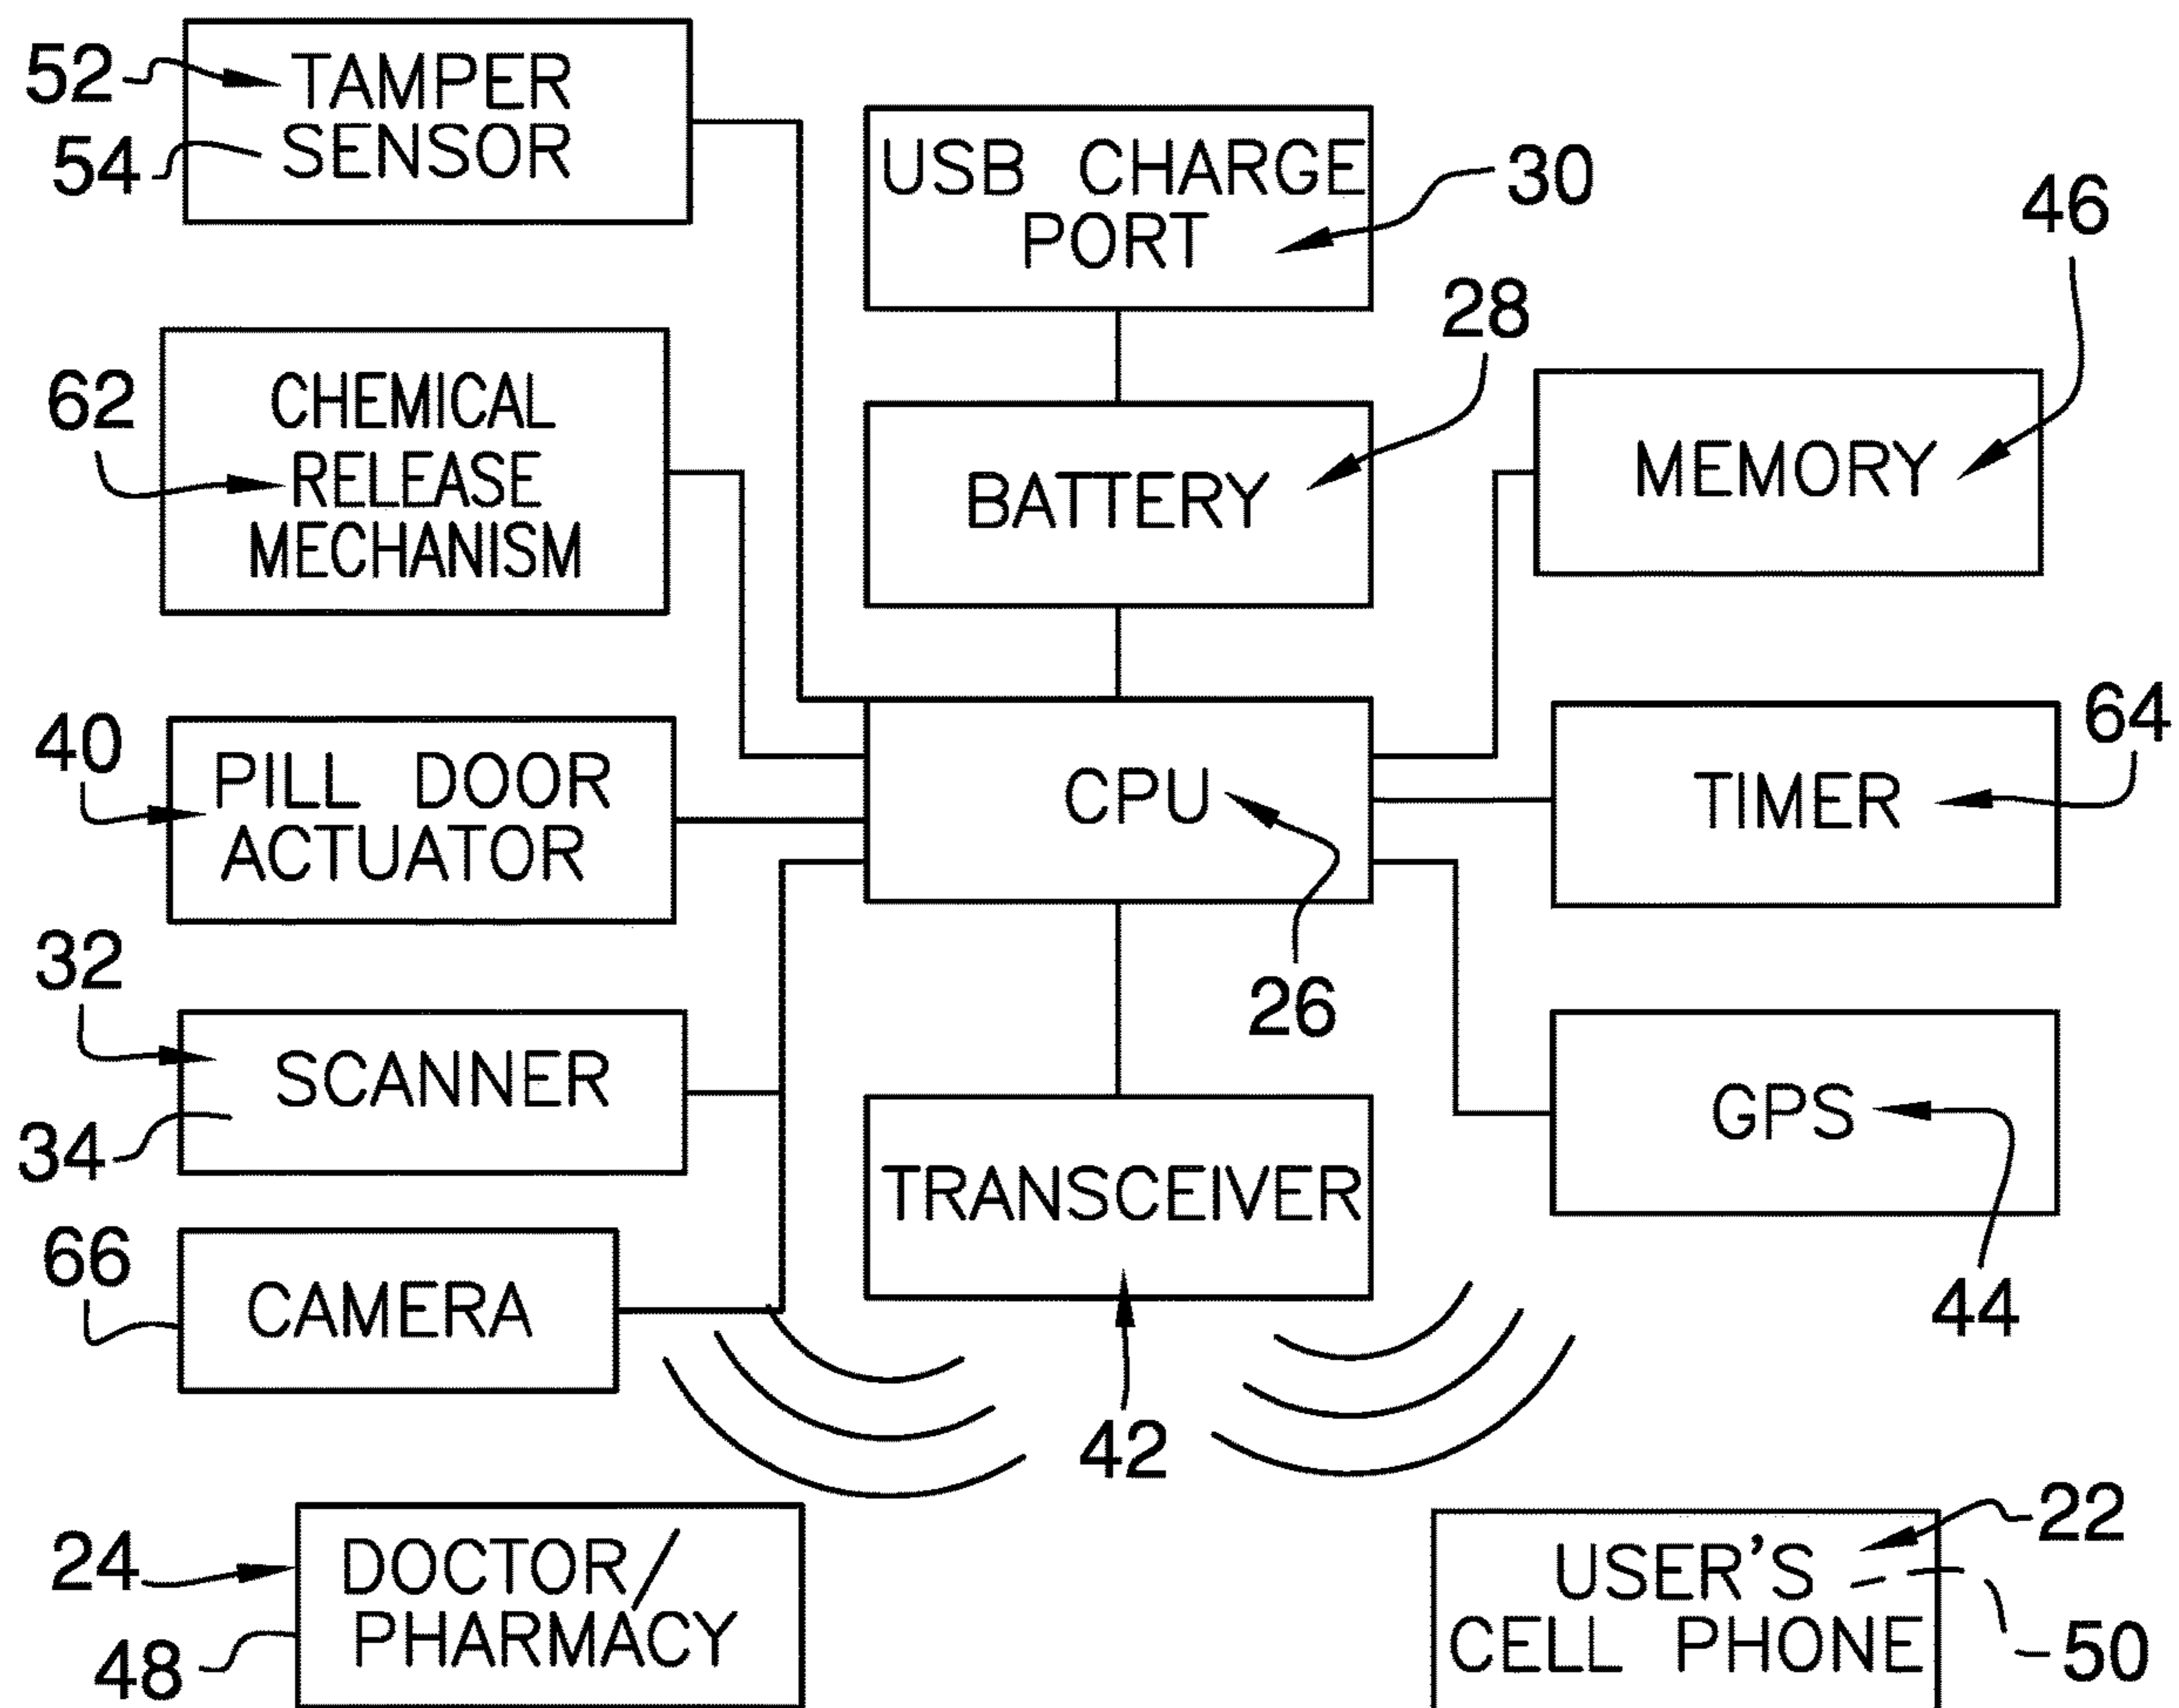 52
TAMPER
SENSOR
54
USB CHARGE
PORT
30
46
62
CHEMICAL
RELEASE
MECHANISM
28
BATTERY
MEMORY
40
PILL DOOR
ACTUATOR
CPU
26
TIMER
64
32
SCANNER
34
TRANSCEIVER
42
GPS
44
66
CAMERA
24
DOCTOR/
PHARMACY
48
22
USER'S
CELL PHONE
50